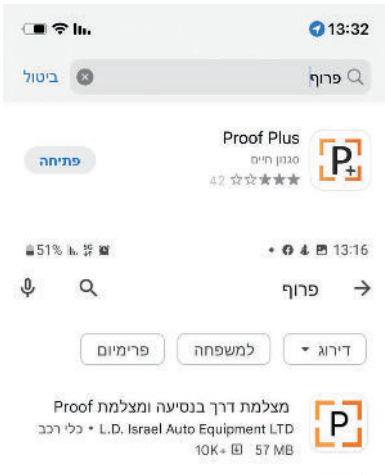 13:32
פרוף
ביטול
Proof Plus
P+
סגנון חיים
42
פתיחה
13:16
51%
פרוף
דירוג
למשפחה
פרימיום
מצלמת דרך בנסיעה ומצלמת Proof
P
L.D. Israel Auto Equipment LTD • כלי רכב
57 MB 10K+